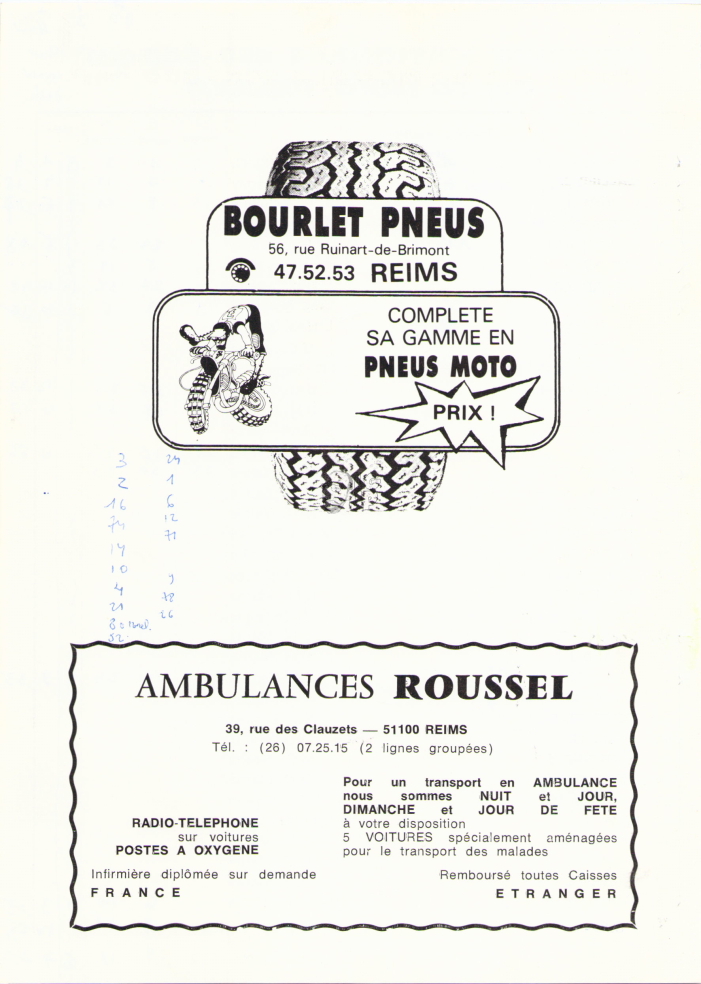 BOURLET PNEUS
56, rue Ruinart-de-Brimont
47.52.53 REIMS
COMPLETE
SA GAMME EN
PNEUS MOTO
PRIX !
3 24
2 1
16 6
74 12
71
14
10
4 9
21 78
26
52
AMBULANCES ROUSSEL
39, rue des Clauzets — 51100 REIMS
Tél. : (26) 07.25.15 (2 lignes groupées)
RADIO-TELEPHONE
sur voitures
POSTES A OXYGENE
Pour un transport en AMBULANCE
nous sommes NUIT et JOUR,
DIMANCHE et JOUR DE FETE
à votre disposition
5 VOITURES spécialement aménagées
pour le transport des malades
Infirmière diplômée sur demande
Remboursé toutes Caisses
FRANCE
ETRANGER